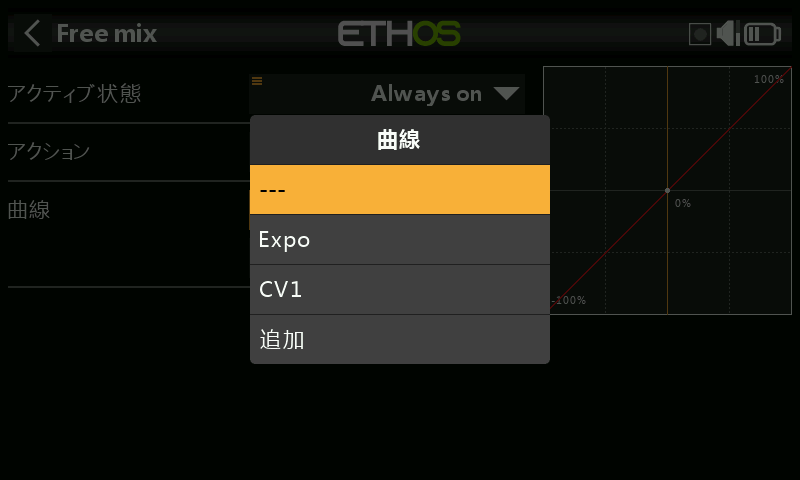 Free mix
ETHOS
アクティブ状態
Always on
アクション
曲線
曲線
---
Expo
CV1
追加
100%
0%
-100%